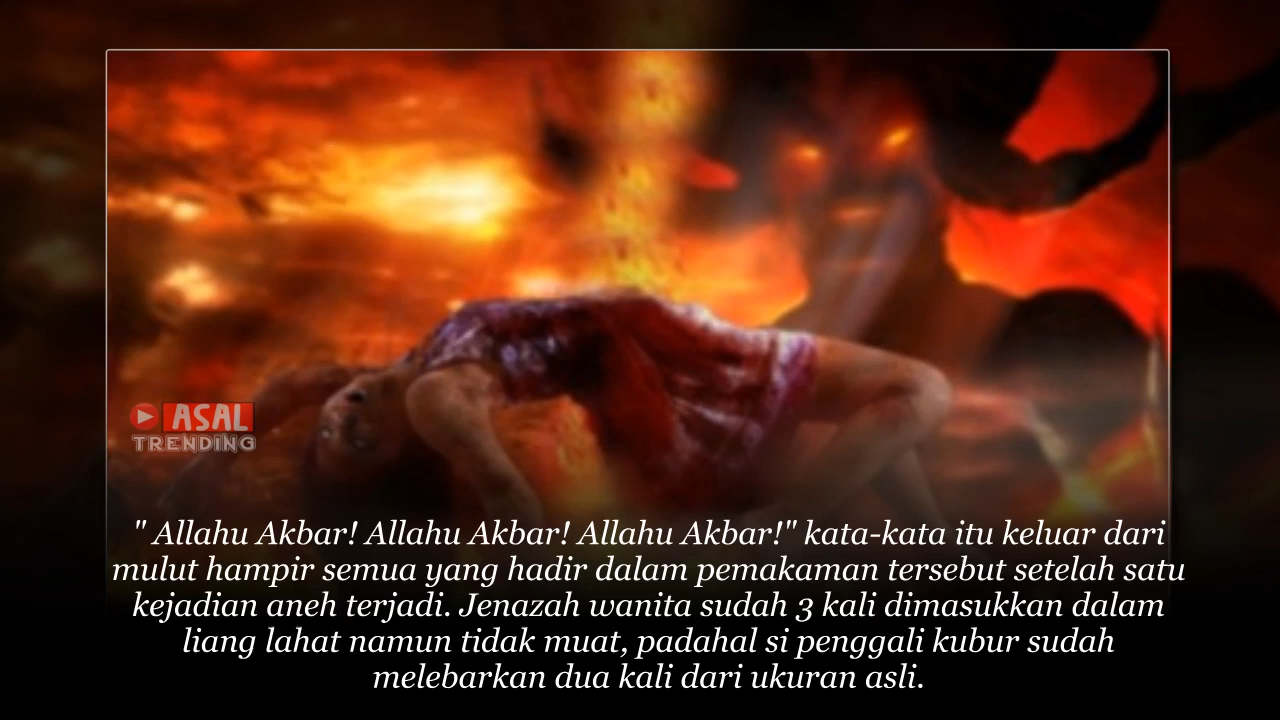 ASAL
TRENDING
" Allahu Akbar! Allahu Akbar! Allahu Akbar!" kata-kata itu keluar dari
mulut hampir semua yang hadir dalam pemakaman tersebut setelah satu
kejadian aneh terjadi. Jenazah wanita sudah 3 kali dimasukkan dalam
liang lahat namun tidak muat, padahal si penggali kubur sudah
melebarkan dua kali dari ukuran asli.